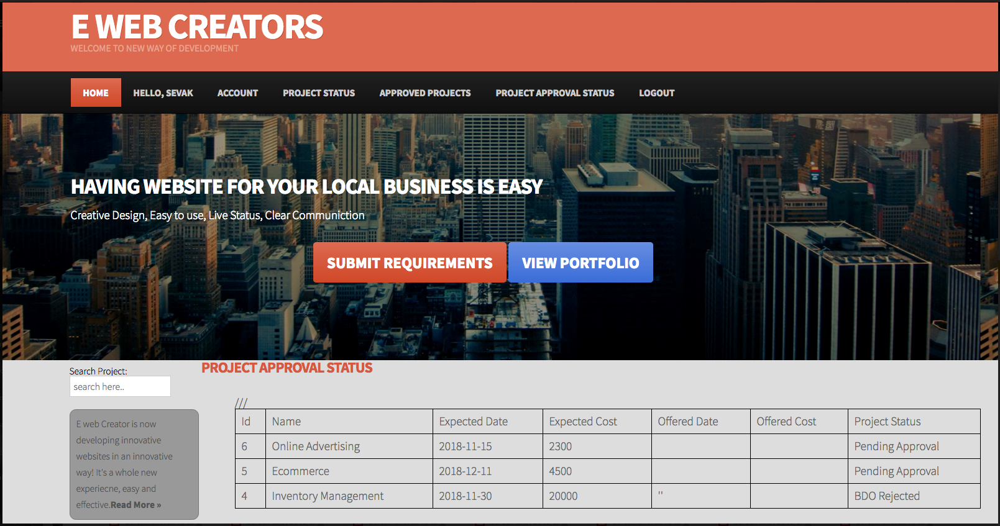 E WEB CREATORS
WELCOME TO NEW WAY OF DEVELOPMENT
HOME HELLO, SEVAK ACCOUNT PROJECT STATUS APPROVED PROJECTS PROJECT APPROVAL STATUS LOGOUT
HAVING WEBSITE FOR YOUR LOCAL BUSINESS IS EASY
Creative Design, Easy to use, Live Status, Clear Communiction
SUBMIT REQUIREMENTS VIEW PORTFOLIO
Search Project:
search here..
E web Creator is now
developing innovative
websites in an innovative
way! It's a whole new
experiecne, easy and
effective.Read More »
PROJECT APPROVAL STATUS
///
Id Name Expected Date Expected Cost Offered Date Offered Cost Project Status
6 Online Advertising 2018-11-15 2300 Pending Approval
5 Ecommerce 2018-12-11 4500 Pending Approval
4 Inventory Management 2018-11-30 20000 '' BDO Rejected